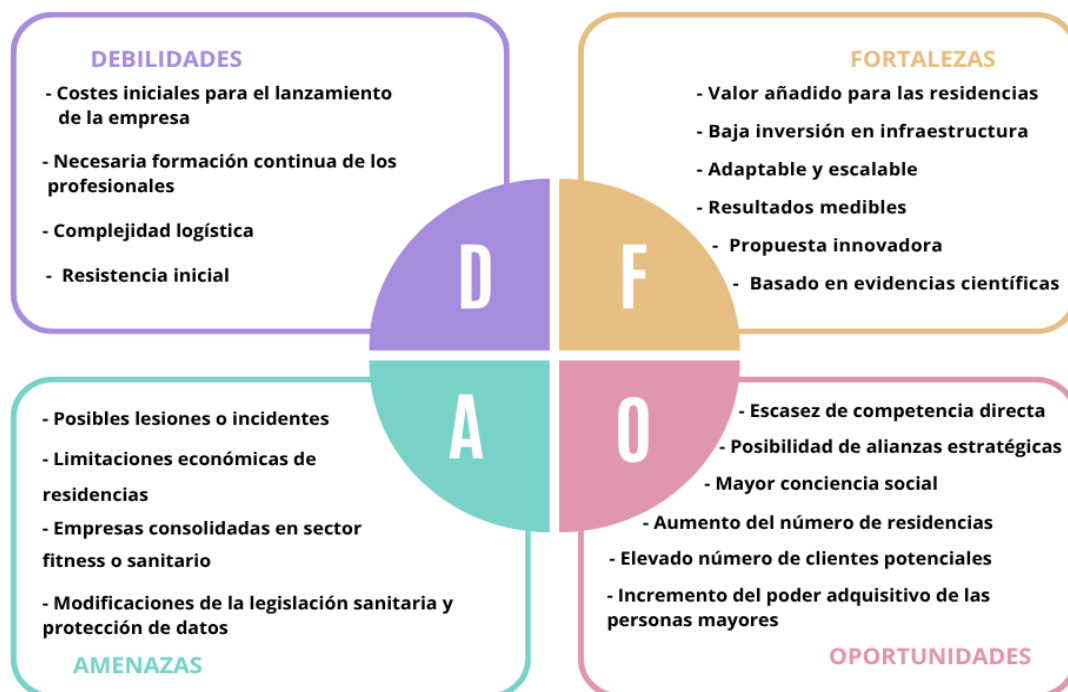 DEBILIDADES
- Costes iniciales para el lanzamiento
de la empresa
- Necesaria formación continua de los
profesionales
- Complejidad logística
- Resistencia inicial
FORTALEZAS
- Valor añadido para las residencias
- Baja inversión en infraestructura
- Adaptable y escalable
- Resultados medibles
- Propuesta innovadora
- Basado en evidencias científicas
D
F
A
O
- Posibles lesiones o incidentes
- Limitaciones económicas de
residencias
- Empresas consolidadas en sector
fitness o sanitario
- Modificaciones de la legislación sanitaria y
protección de datos
AMENAZAS
- Escasez de competencia directa
- Posibilidad de alianzas estratégicas
- Mayor conciencia social
- Aumento del número de residencias
- Elevado número de clientes potenciales
- Incremento del poder adquisitivo de las
personas mayores
OPORTUNIDADES